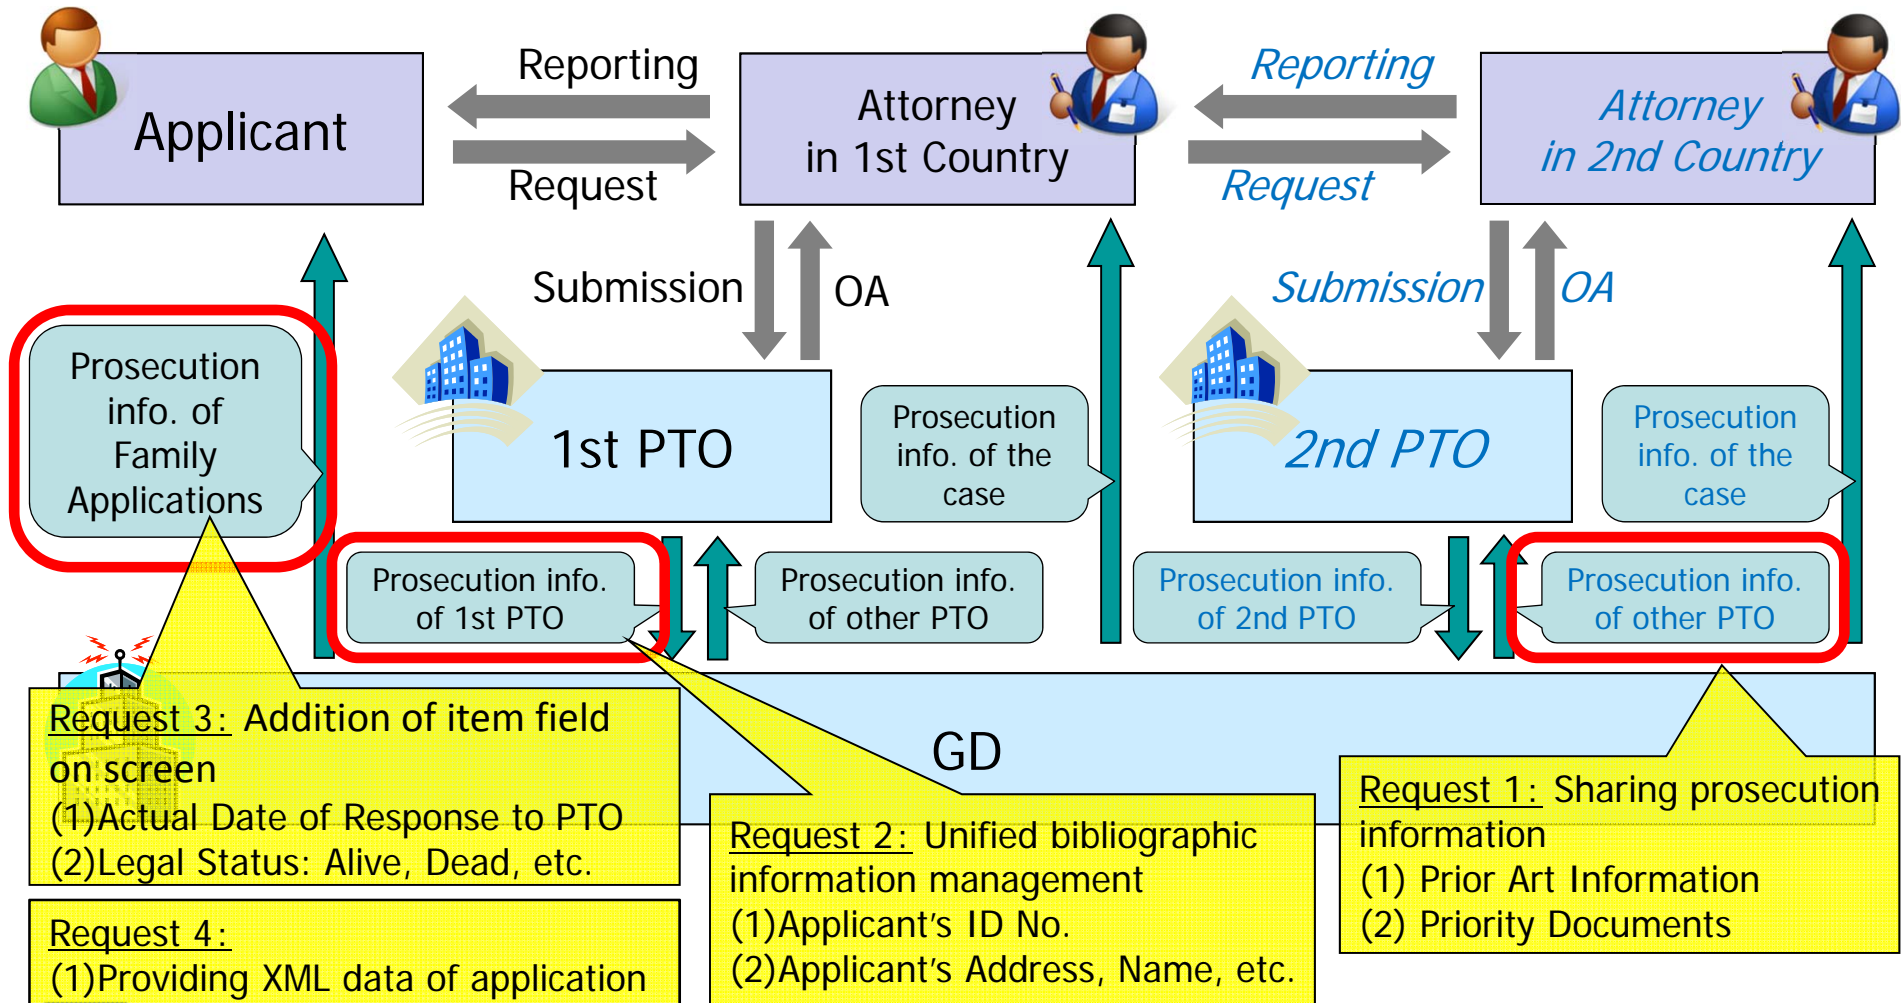 Reporting
Applicant
Request
Attorney
in 1st Country
Reporting
Request
Attorney
in 2nd Country
Submission
OA
Submission
OA
Prosecution
info. of
Family
Applications
1st PTO
Prosecution
info. of the
case
2nd PTO
Prosecution
info. of the
case
Prosecution info.
of 1st PTO
Prosecution info.
of other PTO
Prosecution info.
of 2nd PTO
Prosecution info.
of other PTO
GD
Request 3: Addition of item field
on screen
(1)Actual Date of Response to PTO
(2)Legal Status: Alive, Dead, etc.
Request 2: Unified bibliographic
information management
(1)Applicant's ID No.
(2)Applicant's Address, Name, etc.
Request 1: Sharing prosecution
information
(1) Prior Art Information
(2) Priority Documents
Request 4:
(1)Providing XML data of application